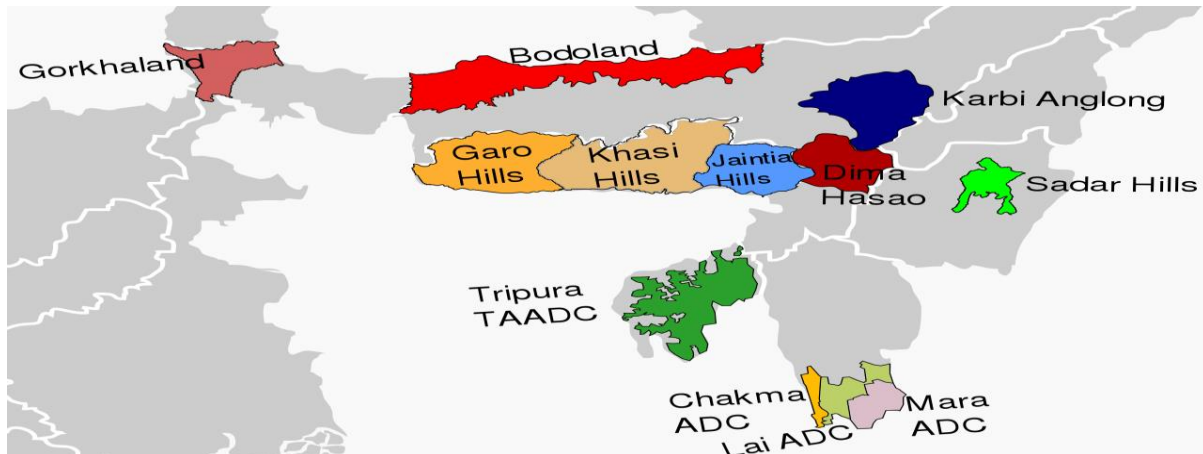 Gorkhaland
Bodoland
Karbi Anglong
Garo
Hills
Khasi
Hills
Jaintia
Hills
Dima
Hasao
Sadar Hills
Tripura
TAADC
Chakma
ADC
Lai ADC
Mara
ADC